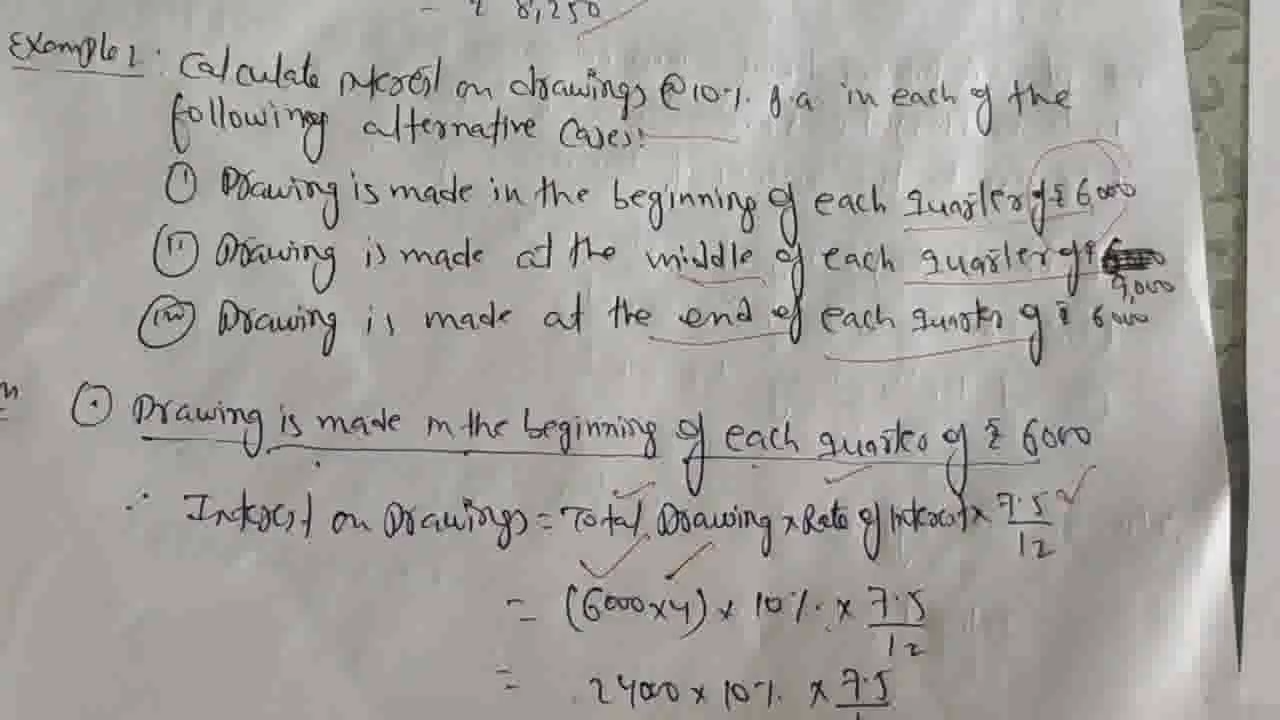 = ₹ 8,250
Example 2: Calculate interest on drawings @10% p.a. in each of the
following alternative Cases:
(i) Drawing is made in the beginning of each quarter of ₹ 6,000
(ii) Drawing is made at the middle of each quarter of ₹
9,000
(iii) Drawing is made at the end of each quarter of ₹ 6000
(i) Drawing is made in the beginning of each quarter of ₹ 6000
∴ Interest on Drawings = Total Drawing x Rate of Interest x 7.5/12
= (6000x4) x 10% x 7.5/12
= 24000 x 10% x 7.5/1